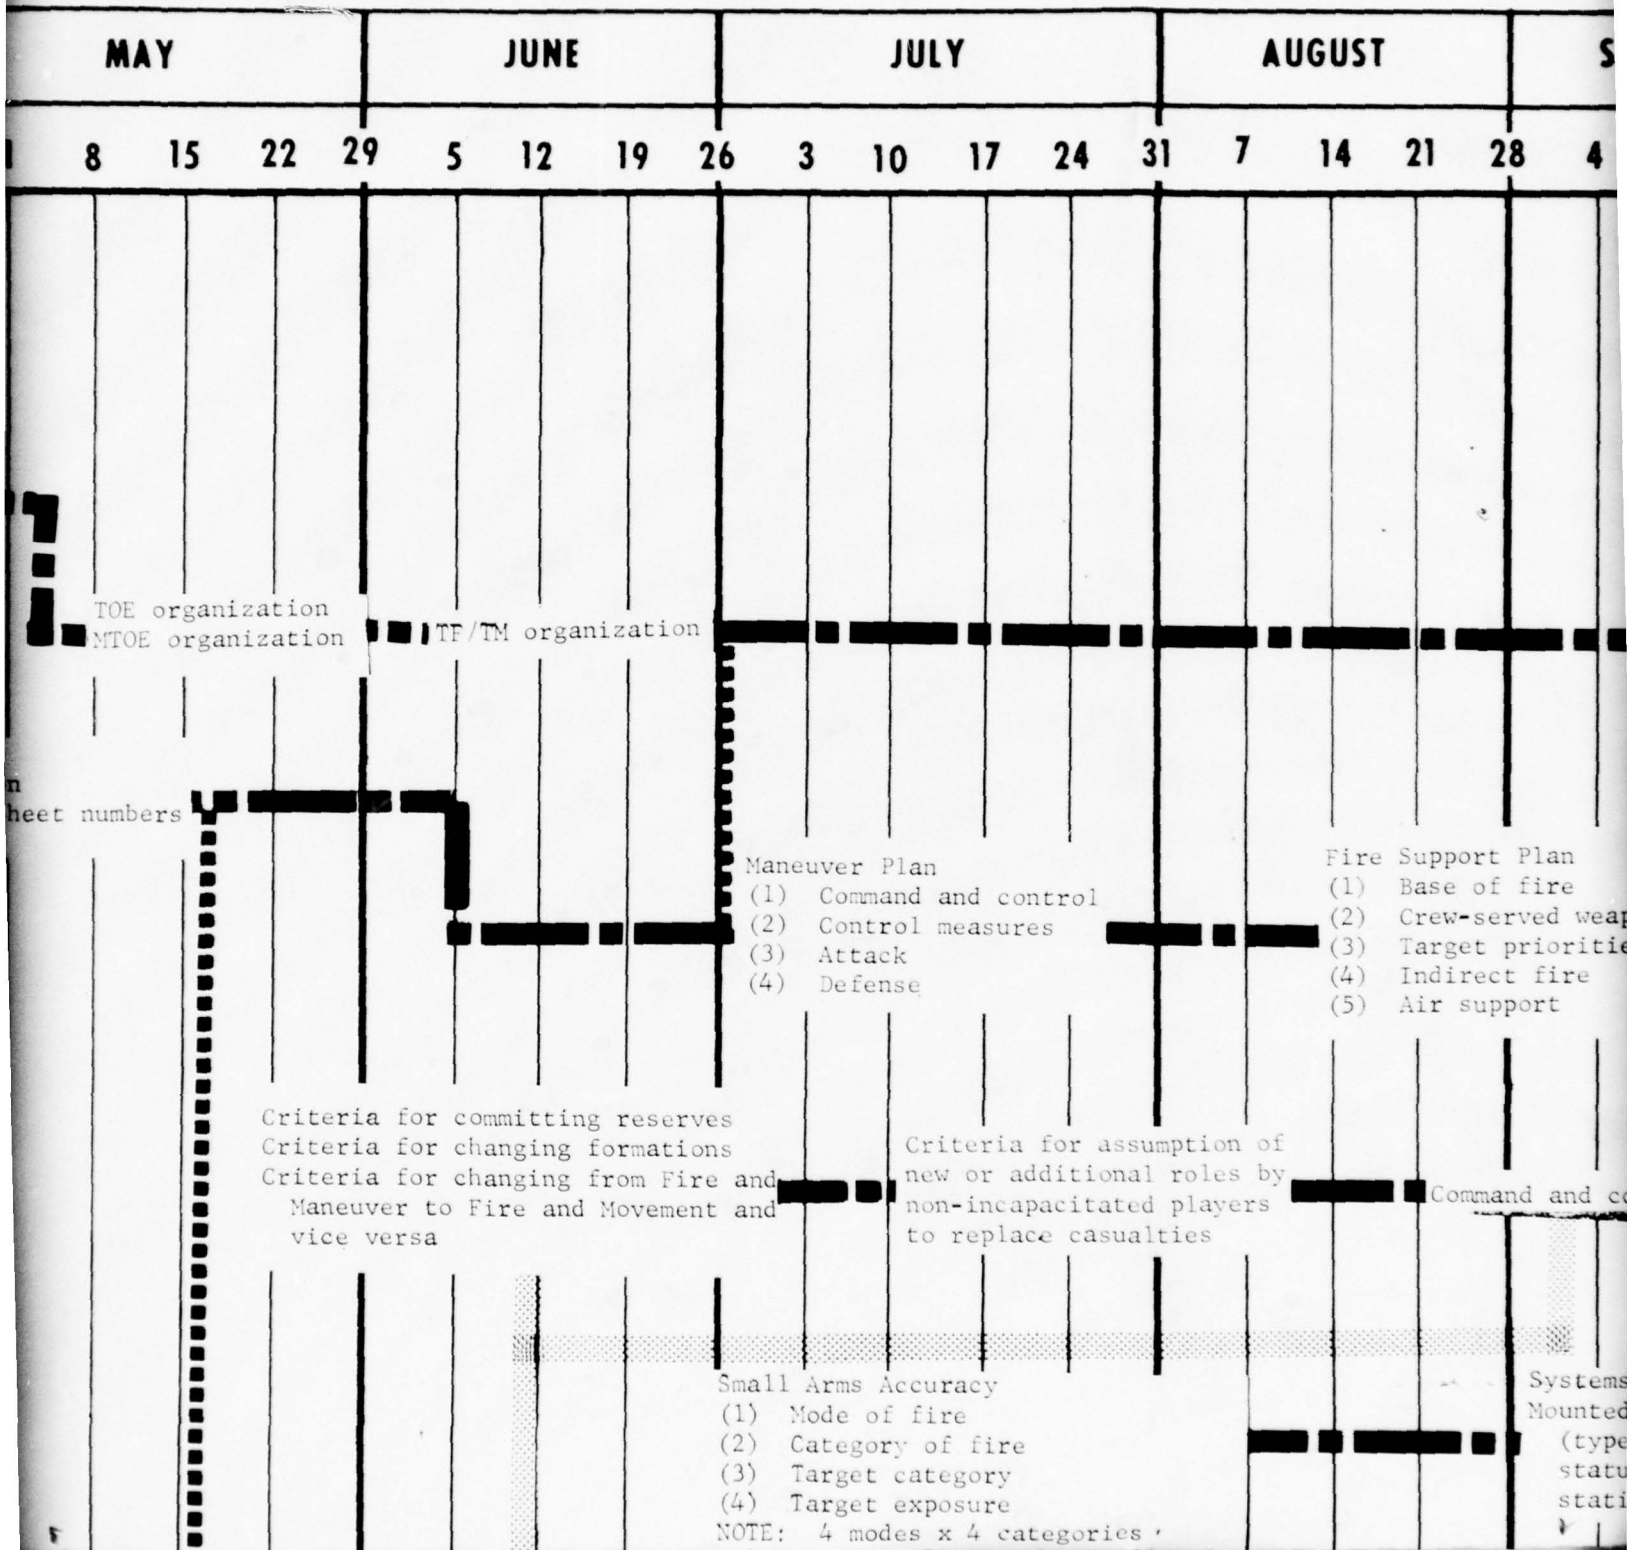 MAY JUNE JULY AUGUST S
8 15 22 29 5 12 19 26 3 10 17 24 31 7 14 21 28 4
TOE organization
MTOE organization
TF/TM organization
n
heet numbers
Maneuver Plan
(1) Command and control
(2) Control measures
(3) Attack
(4) Defense
Fire Support Plan
(1) Base of fire
(2) Crew-served weap
(3) Target prioritie
(4) Indirect fire
(5) Air support
Criteria for committing reserves
Criteria for changing formations
Criteria for changing from Fire and
Maneuver to Fire and Movement and
vice versa
Criteria for assumption of
new or additional roles by
non-incapacitated players
to replace casualties
Command and co
Small Arms Accuracy
(1) Mode of fire
(2) Category of fire
(3) Target category
(4) Target exposure
NOTE: 4 modes x 4 categories
Systems
Mounted
(type
statu
stati